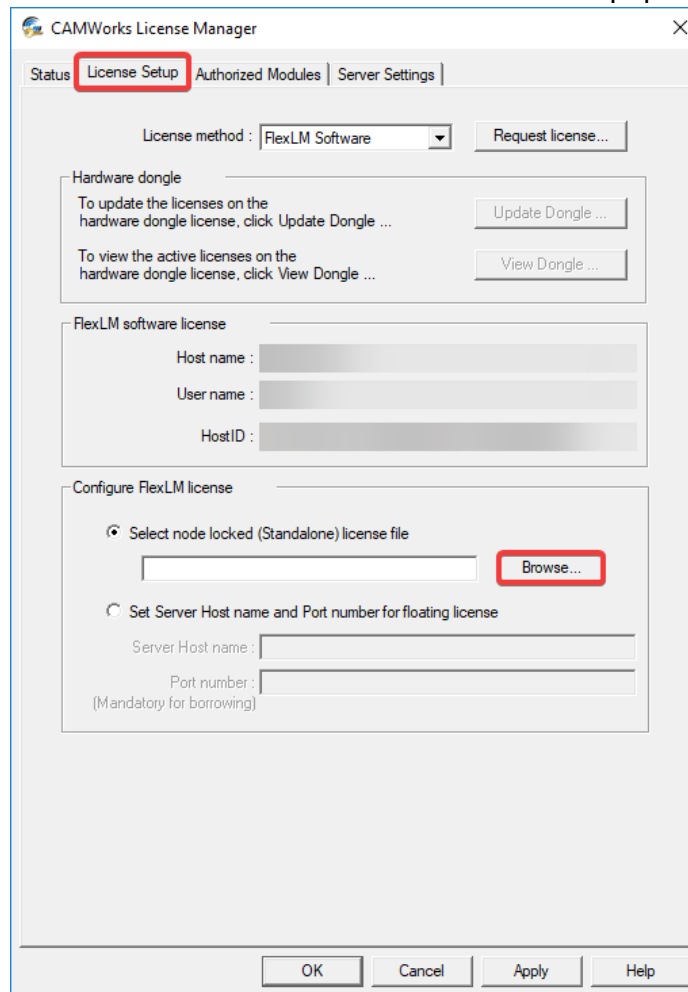 CAMWorks License Manager
Status License Setup Authorized Modules Server Settings
License method : FlexLM Software Request license...
Hardware dongle
To update the licenses on the
hardware dongle license, click Update Dongle ...
Update Dongle ...
To view the active licenses on the
hardware dongle license, click View Dongle ...
View Dongle ...
FlexLM software license
Host name :
User name :
HostID :
Configure FlexLM license
Select node locked (Standalone) license file
Browse...
Set Server Host name and Port number for floating license
Server Host name :
Port number :
(Mandatory for borrowing)
OK Cancel Apply Help